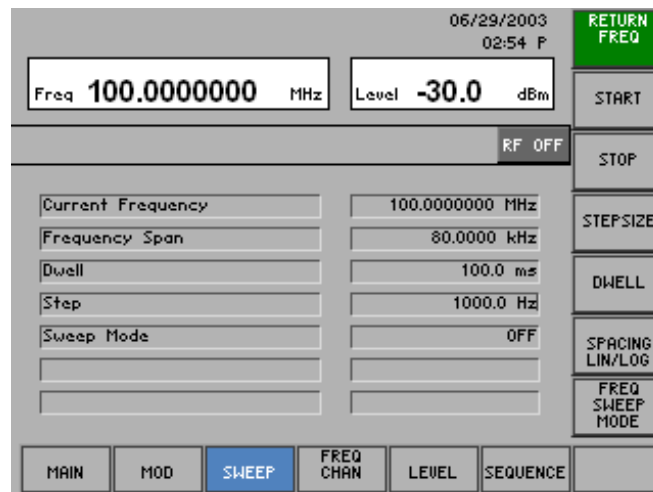 06/29/2003
02:54 P
Freq 100.0000000 MHz
Level -30.0 dBm
RF OFF
Current Frequency 100.0000000 MHz
Frequency Span 80.0000 kHz
Dwell 100.0 ms
Step 1000.0 Hz
Sweep Mode OFF
RETURN
FREQ
START
STOP
STEPSIZE
DWELL
SPACING
LIN/LOG
FREQ
SWEEP
MODE
MAIN
MOD
SWEEP
FREQ
CHAN
LEVEL
SEQUENCE